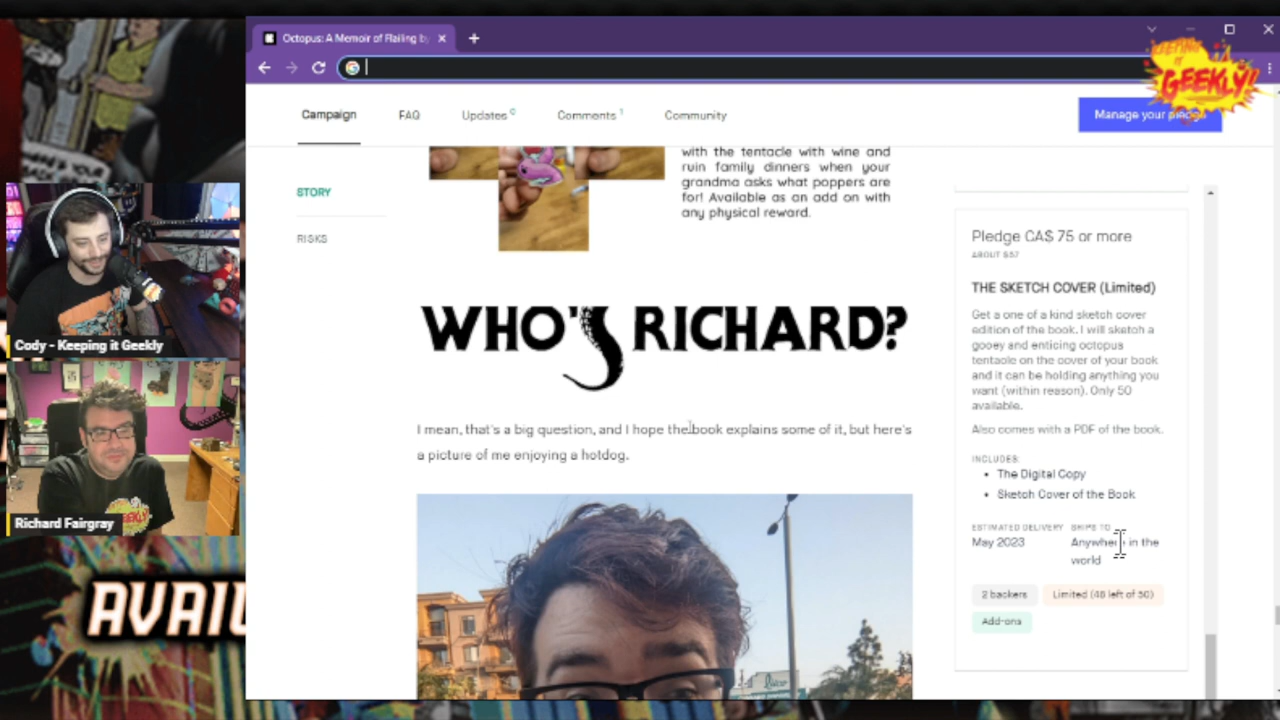 Octopus: A Memoir of Flailing by
KEEPING
IT
GEEKLY!
Campaign
FAQ
Updates 0
Comments 1
Community
Manage your pledge
STORY
RISKS
with the tentacle with wine and
ruin family dinners when your
grandma asks what poppers are
for! Available as an add on with
any physical reward.
WHO'S RICHARD?
I mean, that's a big question, and I hope the book explains some of it, but here's
a picture of me enjoying a hotdog.
Pledge CA$ 75 or more
ABOUT $57
THE SKETCH COVER (Limited)
Get a one of a kind sketch cover
edition of the book. I will sketch a
gooey and enticing octopus
tentacle on the cover of your book
and it can be holding anything you
want (within reason). Only 50
available.
Also comes with a PDF of the book.
INCLUDES:
• The Digital Copy
• Sketch Cover of the Book
ESTIMATED DELIVERY
May 2023
SHIPS TO
Anywhere in the
world
2 backers
Limited (48 left of 50)
Add-ons
Cody - Keeping it Geekly
GEEKLY
Richard Fairgray
AVAIL